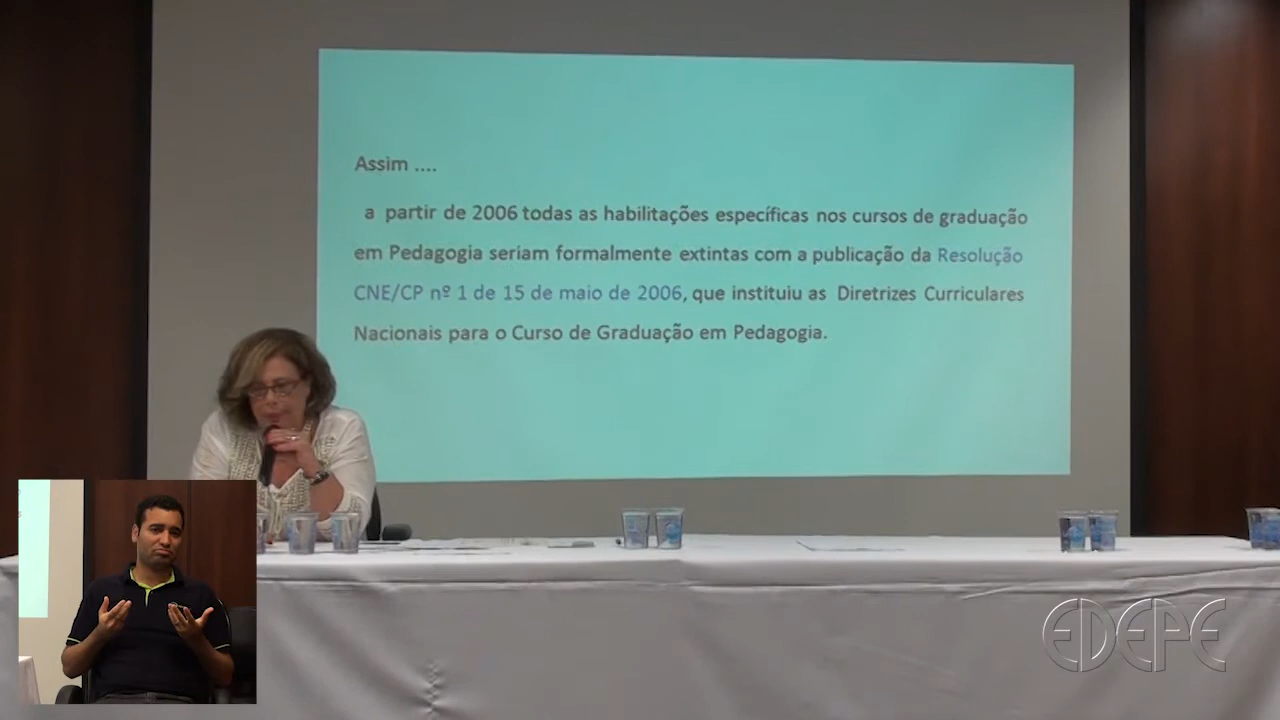 Assim ....
a partir de 2006 todas as habilitações específicas nos cursos de graduação
em Pedagogia seriam formalmente extintas com a publicação da Resolução
CNE/CP nº 1 de 15 de maio de 2006, que instituiu as Diretrizes Curriculares
Nacionais para o Curso de Graduação em Pedagogia.
EDEPE